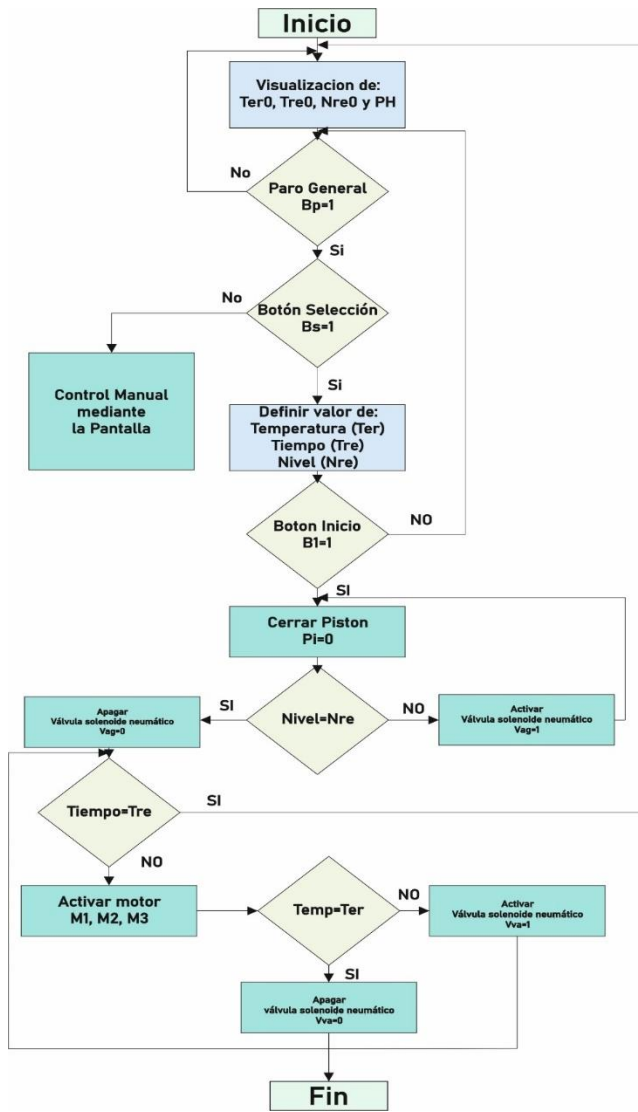 Inicio
Visualizacion de:
Ter0, Tre0, Nre0 y PH
No
Paro General
Bp=1
Si
No
Botón Selección
Bs=1
Control Manual
mediante
la Pantalla
Si
Definir valor de:
Temperatura (Ter)
Tiempo (Tre)
Nivel (Nre)
Boton Inicio
B1=1
NO
SI
Cerrar Piston
Pi=0
Apagar
Válvula solenoide neumático
Vag=0
SI
Nivel=Nre
NO
Activar
Válvula solenoide neumático
Vag=1
Tiempo=Tre
SI
NO
Activar motor
M1, M2, M3
Temp=Ter
NO
Activar
Válvula solenoide neumático
Vva=1
SI
Apagar
válvula solenoide neumático
Vva=0
Fin